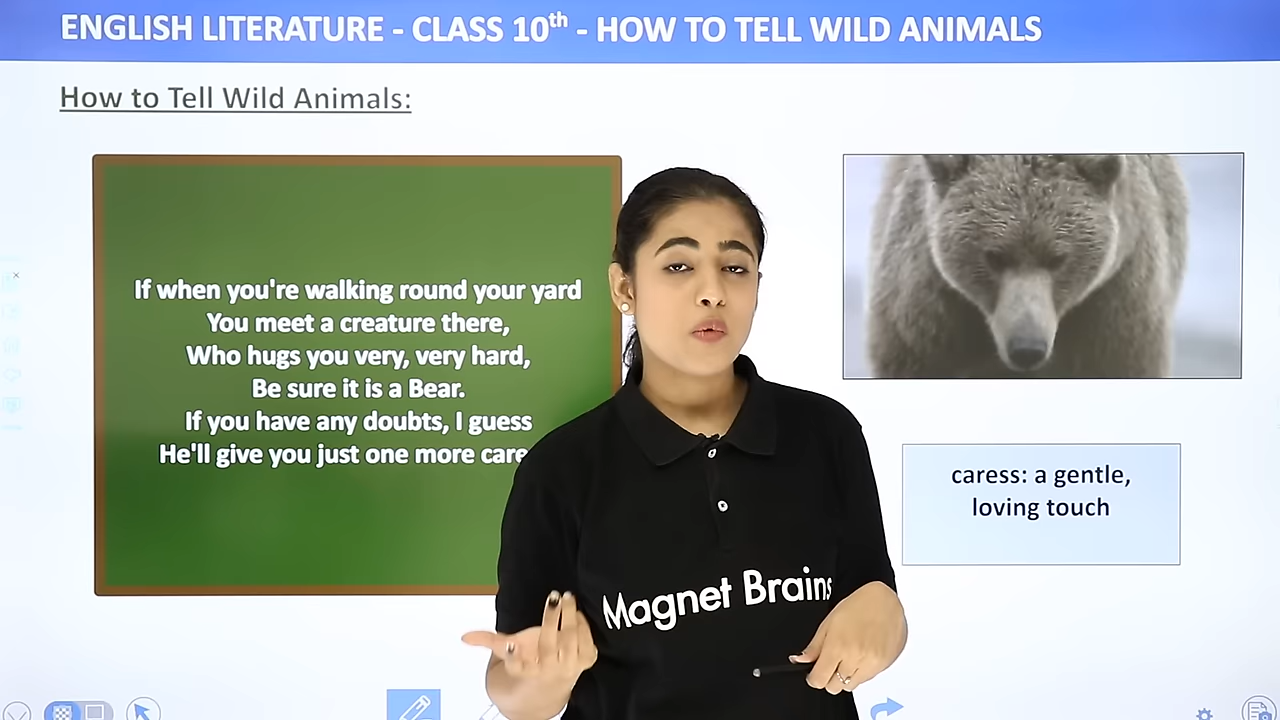 ENGLISH LITERATURE - CLASS 10th - HOW TO TELL WILD ANIMALS
How to Tell Wild Animals:
If when you're walking round your yard
You meet a creature there,
Who hugs you very, very hard,
Be sure it is a Bear.
If you have any doubts, I guess
He'll give you just one more
caress: a gentle,
loving touch
Magnet Brains